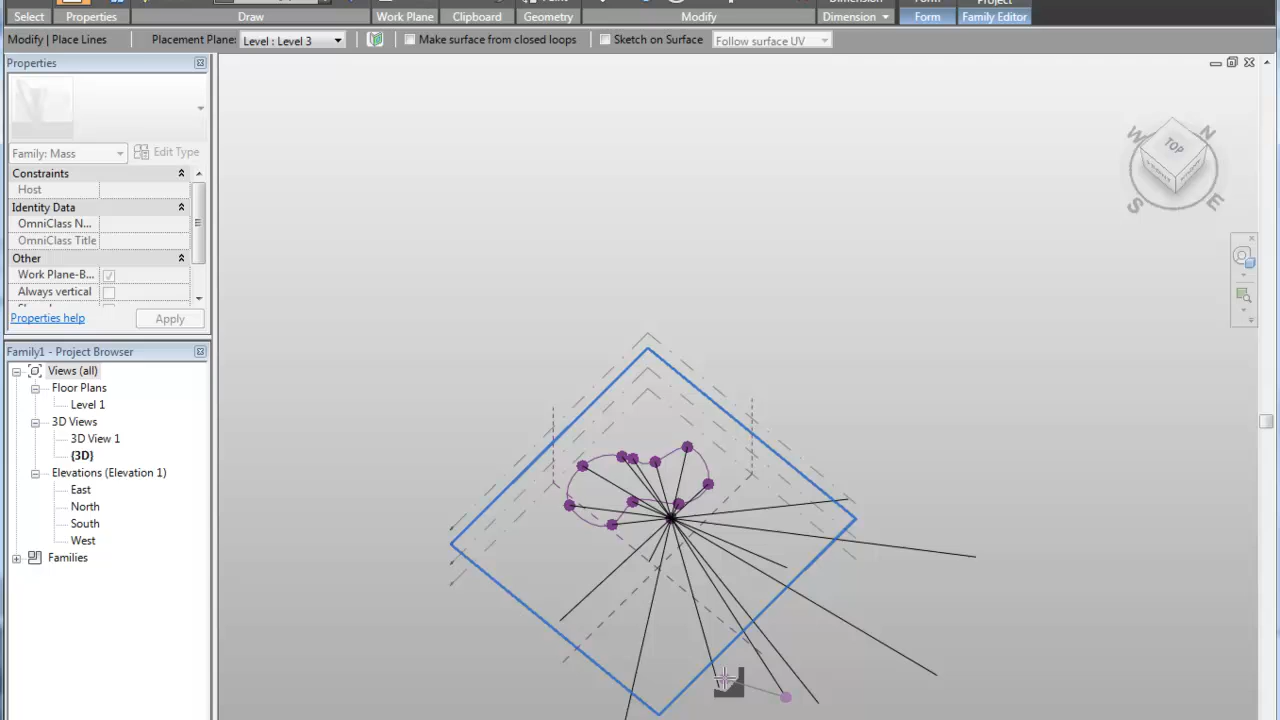 Project
Select
Properties
Draw
Work Plane
Clipboard
Geometry
Modify
Dimension
Form
Family Editor
Modify | Place Lines
Placement Plane:
Level : Level 3
Make surface from closed loops
Sketch on Surface
Follow surface UV
Properties
Family: Mass
Edit Type
Constraints
Host
Identity Data
OmniClass N...
OmniClass Title
Other
Work Plane-B...
Always vertical
Properties help
Apply
Family1 - Project Browser
Views (all)
Floor Plans
Level 1
3D Views
3D View 1
{3D}
Elevations (Elevation 1)
East
North
South
West
Families
W
N
TOP
S
E